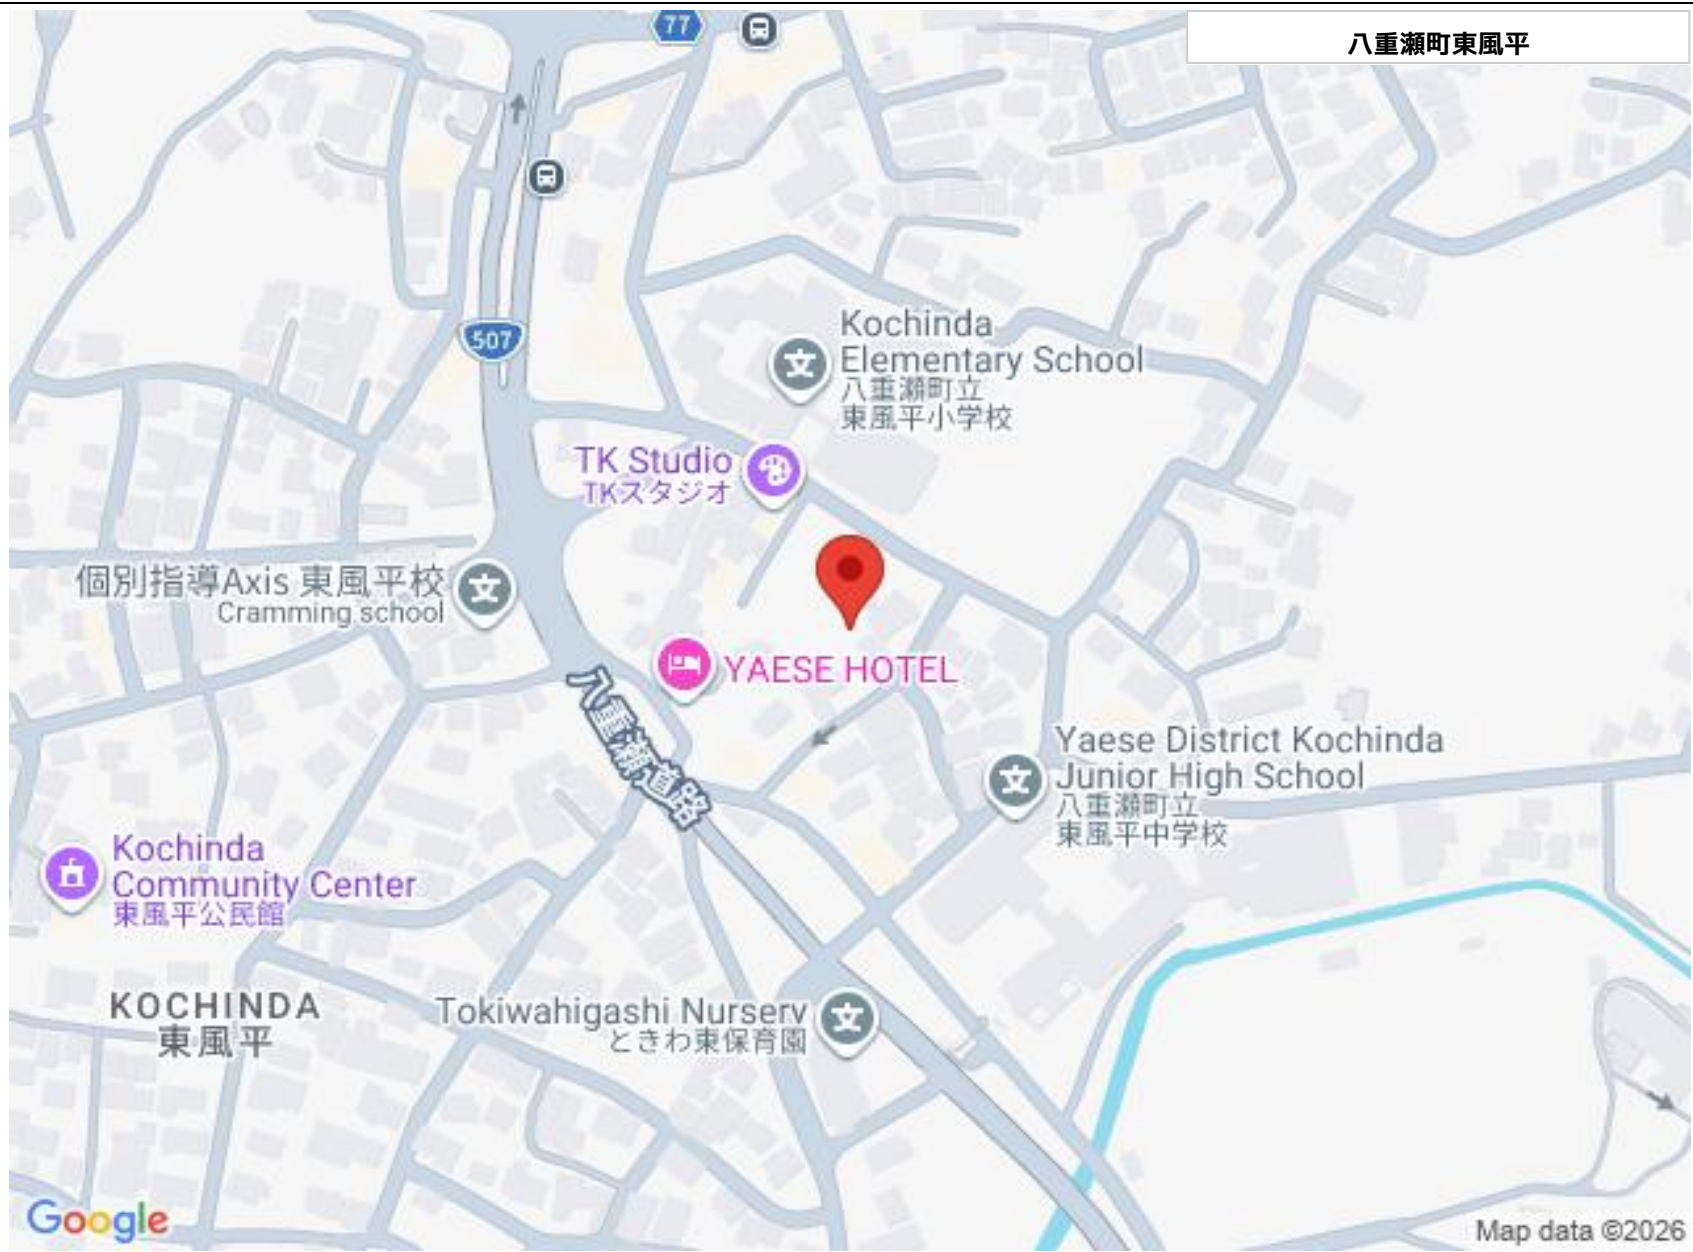 77
八重瀬町東風平
507
Kochinda
Elementary School
八重瀬町立
東風平小学校
TK Studio
TKスタジオ
個別指導Axis 東風平校
Cramming school
YAESE HOTEL
八重瀬道路
Yaese District Kochinda
Junior High School
八重瀬町立
東風平中学校
Kochinda
Community Center
東風平公民館
KOCHINDA
東風平
Tokiwahigashi Nursery
ときわ東保育園
Google
Map data ©2026